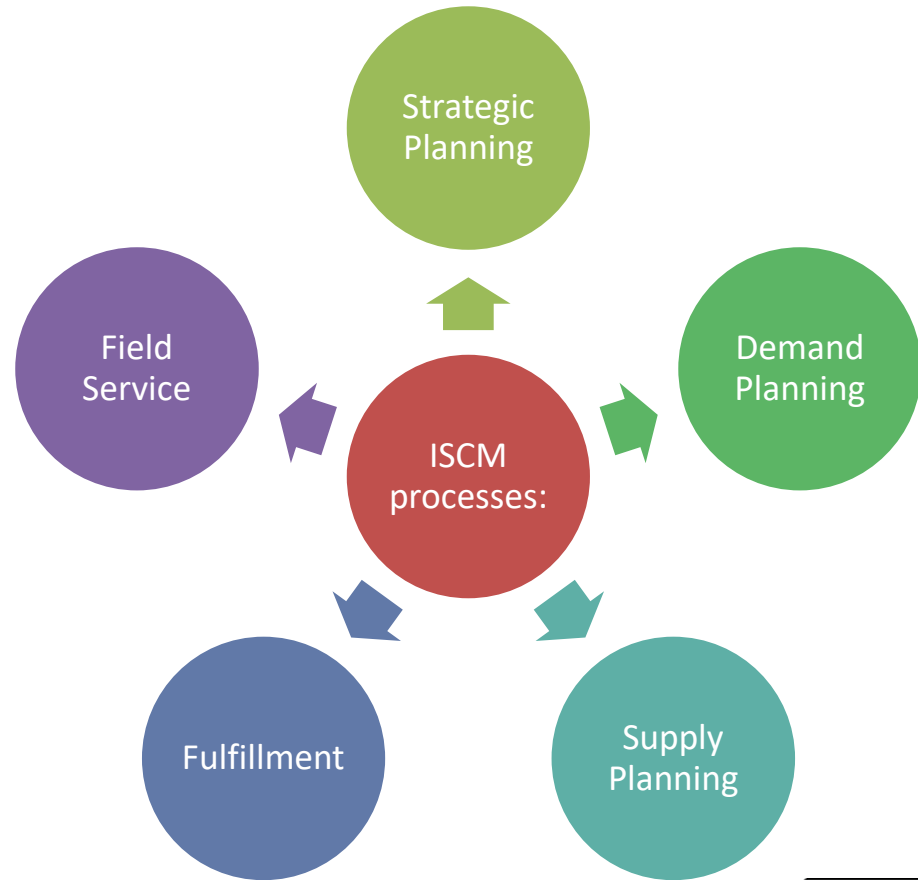 Strategic
Planning
Field
Service
Demand
Planning
ISCM
processes:
Fulfillment
Supply
Planning